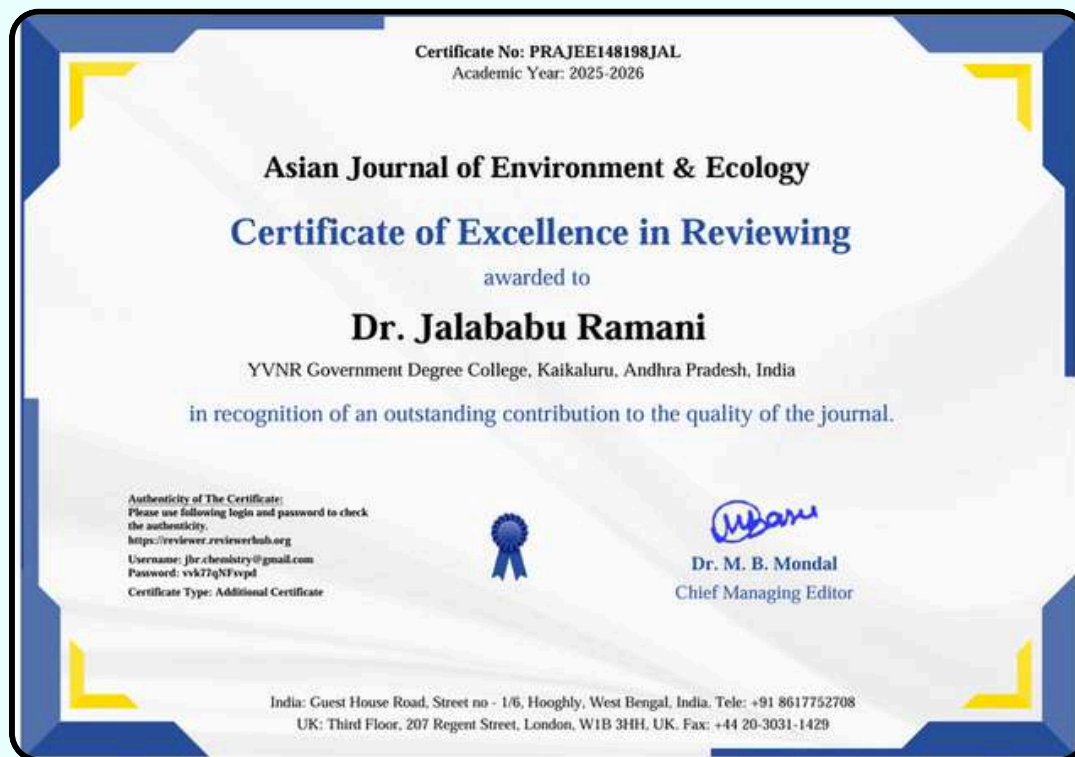 Certificate No: PRAJEE148198JAL
Academic Year: 2025-2026
Asian Journal of Environment & Ecology
Certificate of Excellence in Reviewing
awarded to
Dr. Jalababu Ramani
YVNR Government Degree College, Kaikaluru, Andhra Pradesh, India
in recognition of an outstanding contribution to the quality of the journal.
Authenticity of The Certificate:
Please use following login and password to check
the authenticity.
https://reviewer.reviewerhub.org
Username: jbr.chemistry@gmail.com
Password: vvk77qNFsvpd
Certificate Type: Additional Certificate
Dr. M. B. Mondal
Chief Managing Editor
India: Guest House Road, Street no - 1/6, Hooghly, West Bengal, India. Tele: +91 8617752708
UK: Third Floor, 207 Regent Street, London, W1B 3HH, UK. Fax: +44 20-3031-1429